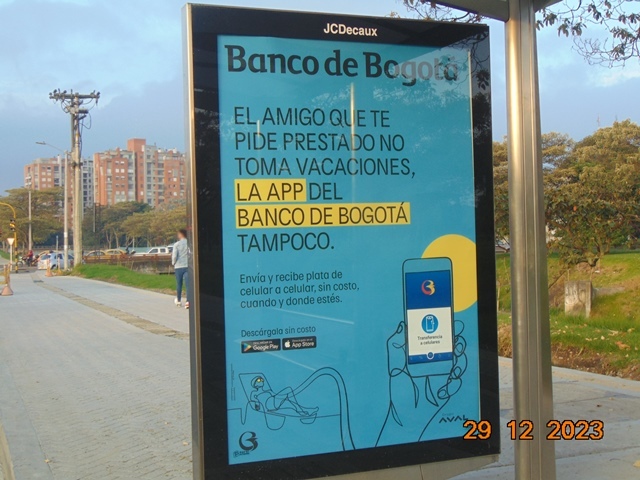 JCDecaux
Banco de Bogotá
EL AMIGO QUE TE
PIDE PRESTADO NO
TOMA VACACIONES,
LA APP DEL
BANCO DE BOGOTÁ
TAMPOCO.
Envía y recibe plata de
celular a celular, sin costo,
cuando y donde estés.
Descárgala sin costo
Google Play
App Store
Transferencia
a celulares
AVAL
29 12 2023